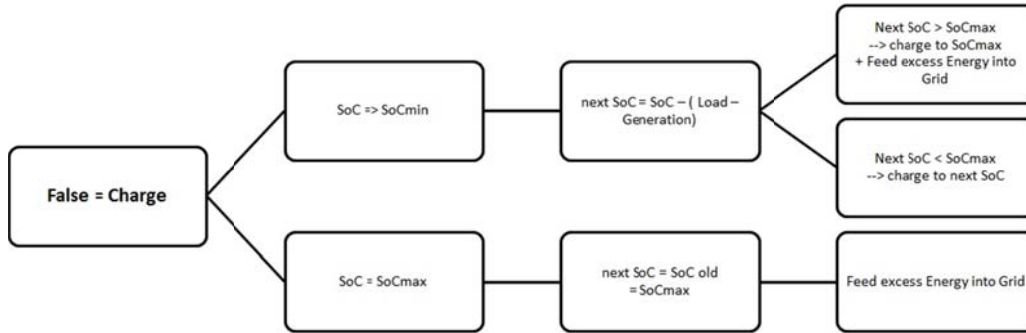 False = Charge
SoC => SoCmin
next SoC = SoC – ( Load –
Generation)
Next SoC > SoCmax
--> charge to SoCmax
+ Feed excess Energy into
Grid
Next SoC < SoCmax
--> charge to next SoC
SoC = SoCmax
next SoC = SoC old
= SoCmax
Feed excess Energy into Grid